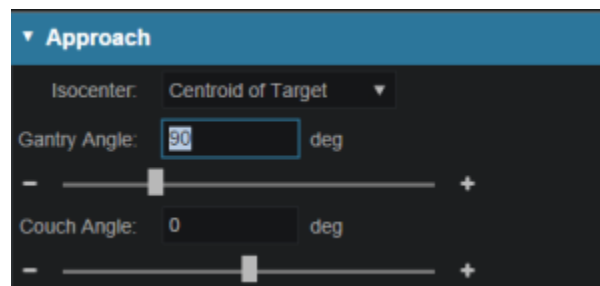 ▼ Approach
Isocenter: Centroid of Target ▼
Gantry Angle: 90 deg
- +
Couch Angle: 0 deg
- +